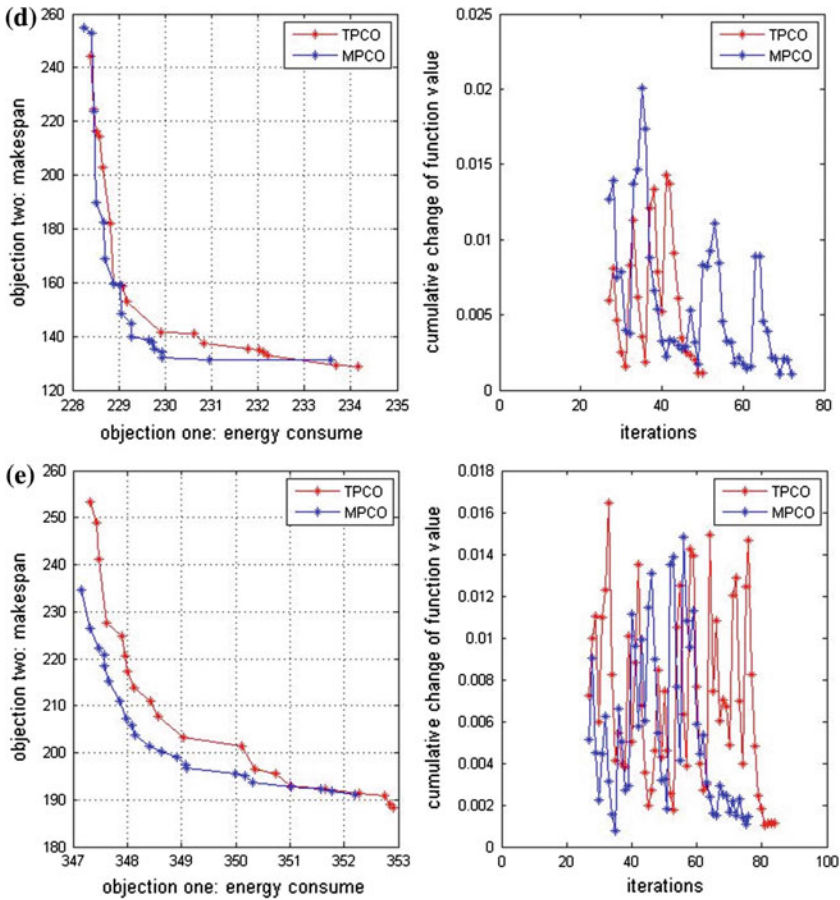 (d)
260
240
220
200
180
160
140
120
228 229 230 231 232 233 234 235
objection two: makespan
objection one: energy consume
TPCO
MPCO
0.025
0.02
0.015
0.01
0.005
0
0 20 40 60 80
cumulative change of function value
iterations
TPCO
MPCO
(e)
260
250
240
230
220
210
200
190
180
347 348 349 350 351 352 353
objection two: makespan
objection one: energy consume
TPCO
MPCO
0.018
0.016
0.014
0.012
0.01
0.008
0.006
0.004
0.002
0
0 20 40 60 80 100
cumulative change of function value
iterations
TPCO
MPCO